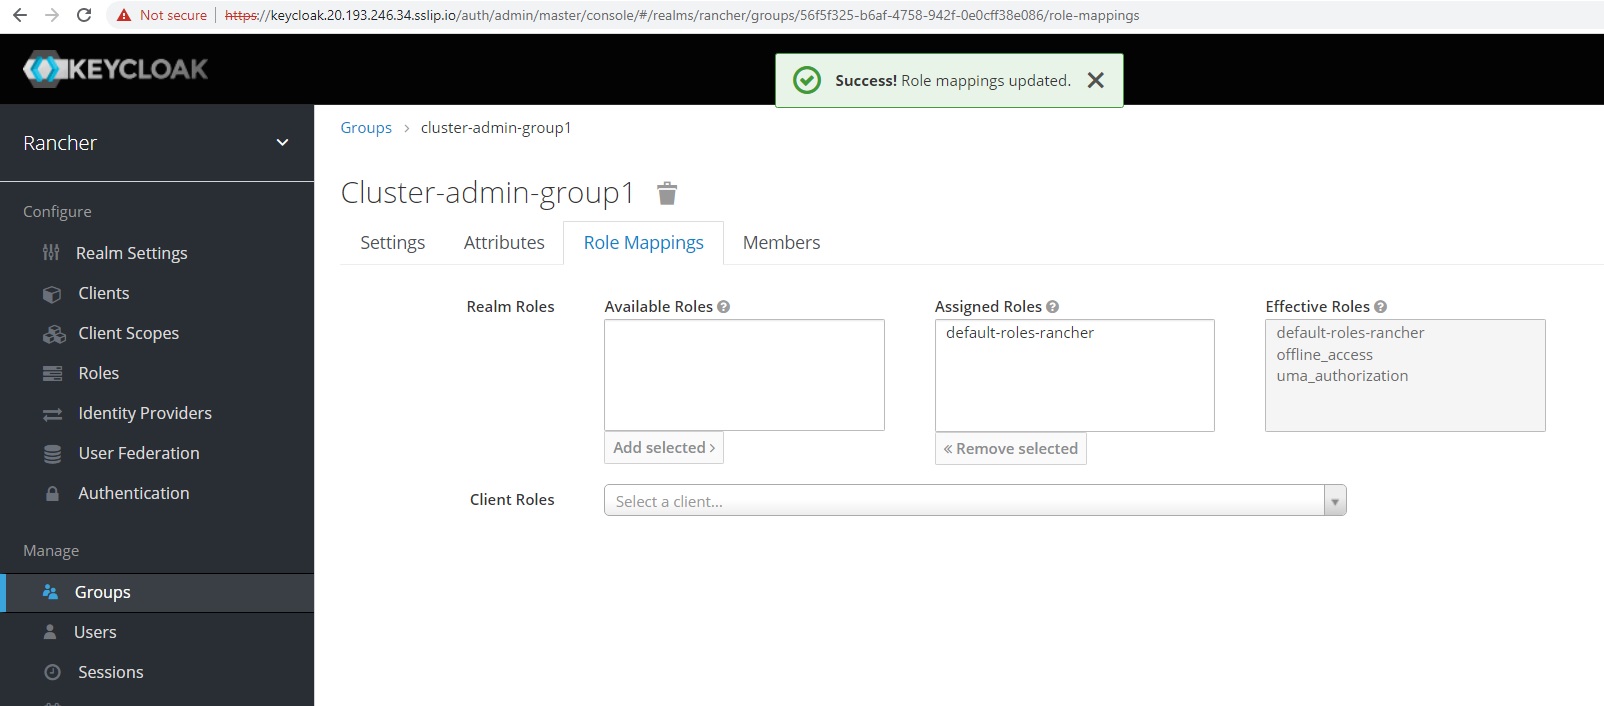 Not secure https://keycloak.20.193.246.34.sslip.io/auth/admin/master/console/#/realms/rancher/groups/56f5f325-b6af-4758-942f-0e0cff38e086/role-mappings
KEYCLOAK
Success! Role mappings updated.
Rancher
Groups > cluster-admin-group1
Cluster-admin-group1
Settings Attributes Role Mappings Members
Configure
Realm Settings
Clients
Client Scopes
Roles
Identity Providers
User Federation
Authentication
Manage
Groups
Users
Sessions
Realm Roles
Available Roles
Add selected >
Assigned Roles
default-roles-rancher
« Remove selected
Effective Roles
default-roles-rancher
offline_access
uma_authorization
Client Roles
Select a client...